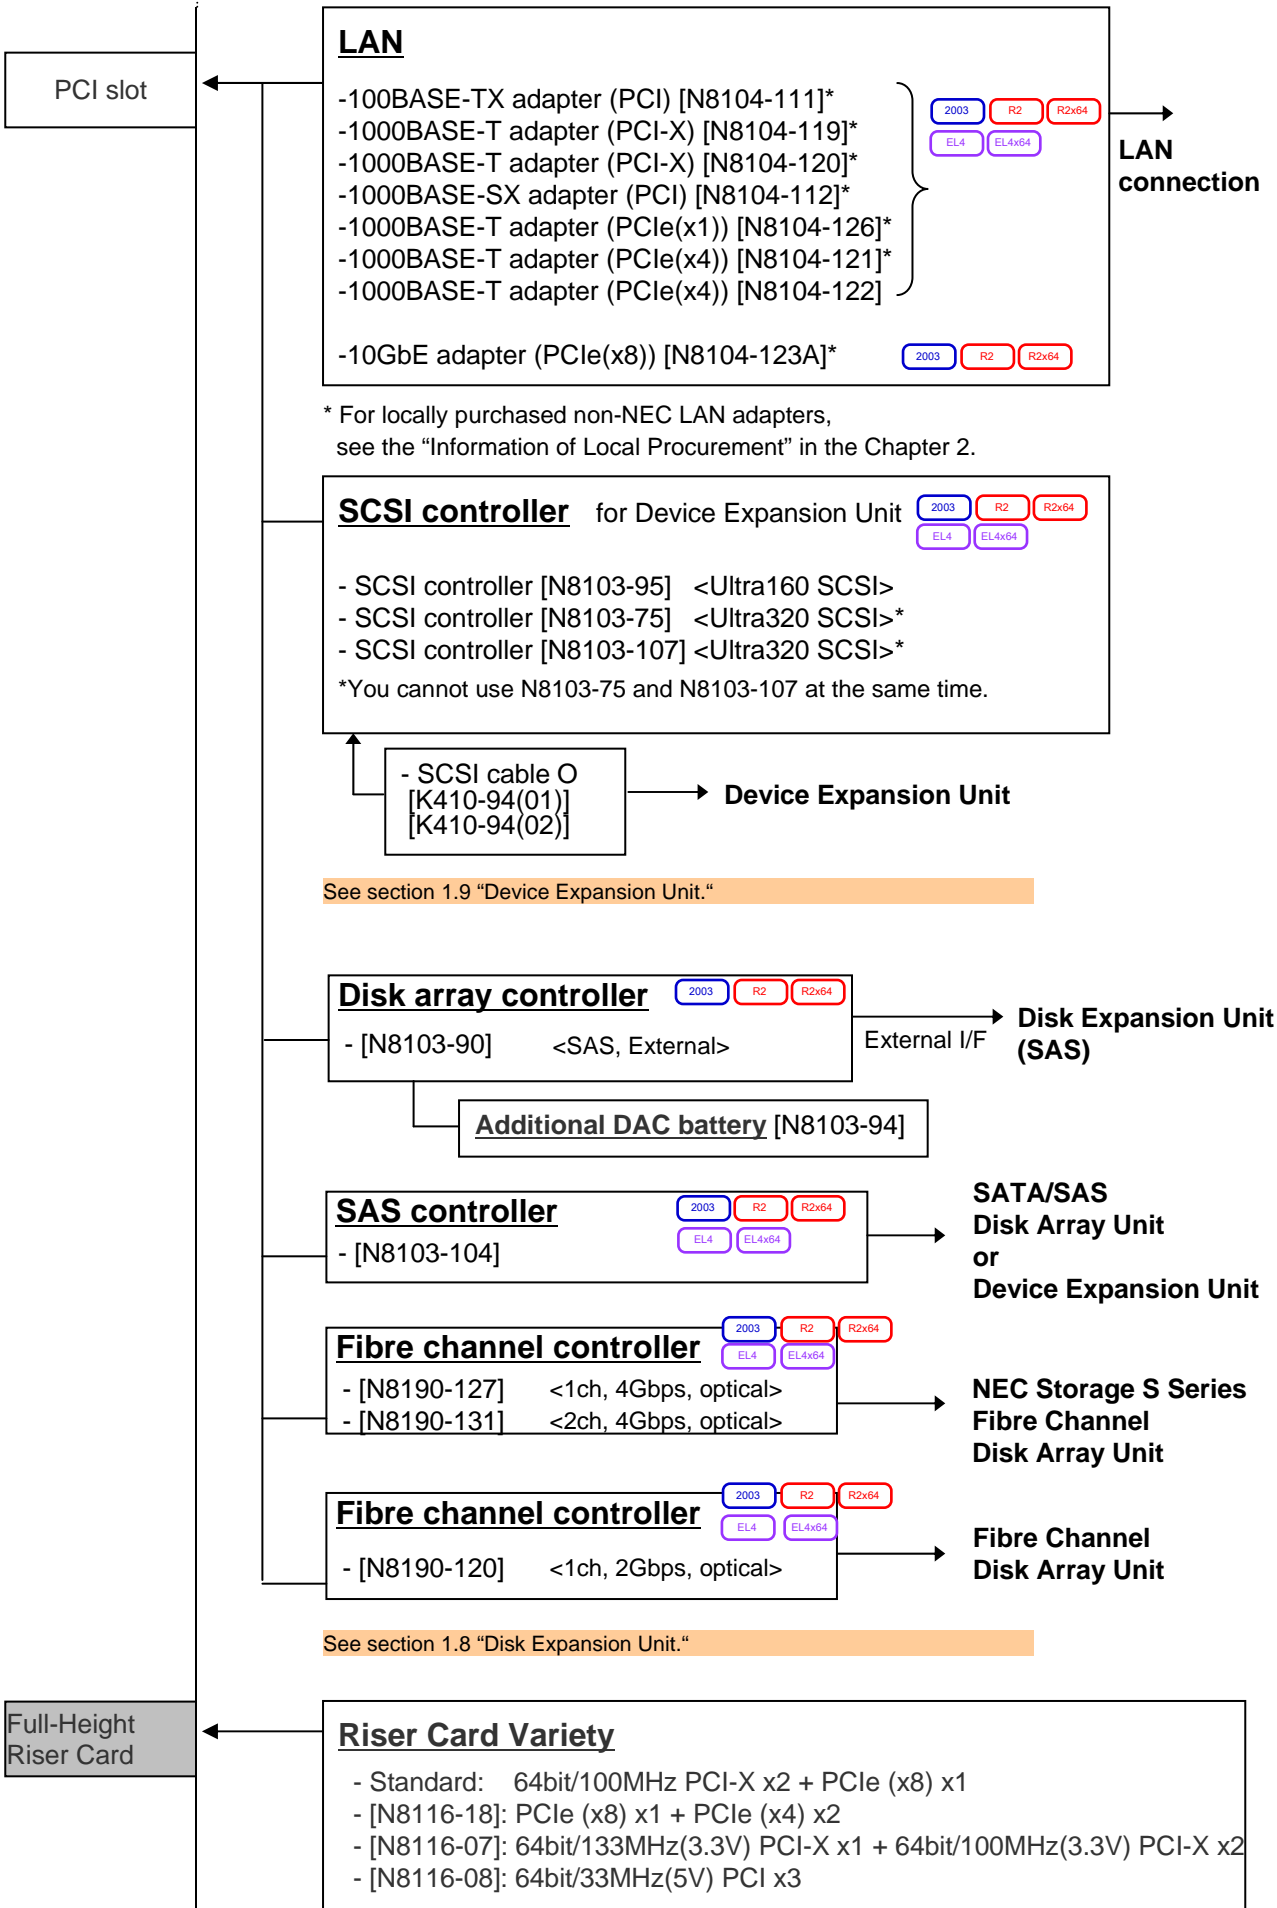 PCI slot
LAN
-100BASE-TX adapter (PCI) [N8104-111]*
-1000BASE-T adapter (PCI-X) [N8104-119]*
-1000BASE-T adapter (PCI-X) [N8104-120]*
-1000BASE-SX adapter (PCI) [N8104-112]*
-1000BASE-T adapter (PCIe(x1)) [N8104-126]*
-1000BASE-T adapter (PCIe(x4)) [N8104-121]*
-1000BASE-T adapter (PCIe(x4)) [N8104-122]
2003 R2 R2x64
EL4 EL4x64
LAN
connection
-10GbE adapter (PCIe(x8)) [N8104-123A]* 2003 R2 R2x64
* For locally purchased non-NEC LAN adapters,
see the “Information of Local Procurement” in the Chapter 2.
SCSI controller for Device Expansion Unit 2003 R2 R2x64
EL4 EL4x64
- SCSI controller [N8103-95] <Ultra160 SCSI>
- SCSI controller [N8103-75] <Ultra320 SCSI>*
- SCSI controller [N8103-107] <Ultra320 SCSI>*
*You cannot use N8103-75 and N8103-107 at the same time.
- SCSI cable O
[K410-94(01)]
[K410-94(02)]
Device Expansion Unit
See section 1.9 “Device Expansion Unit.“
Disk array controller 2003 R2 R2x64
- [N8103-90] <SAS, External>
External I/F
Disk Expansion Unit
(SAS)
Additional DAC battery [N8103-94]
SAS controller 2003 R2 R2x64
EL4 EL4x64
- [N8103-104]
SATA/SAS
Disk Array Unit
or
Device Expansion Unit
Fibre channel controller 2003 R2 R2x64
EL4 EL4x64
- [N8190-127] <1ch, 4Gbps, optical>
- [N8190-131] <2ch, 4Gbps, optical>
NEC Storage S Series
Fibre Channel
Disk Array Unit
Fibre channel controller 2003 R2 R2x64
EL4 EL4x64
- [N8190-120] <1ch, 2Gbps, optical>
Fibre Channel
Disk Array Unit
See section 1.8 “Disk Expansion Unit.“
Full-Height
Riser Card
Riser Card Variety
- Standard: 64bit/100MHz PCI-X x2 + PCIe (x8) x1
- [N8116-18]: PCIe (x8) x1 + PCIe (x4) x2
- [N8116-07]: 64bit/133MHz(3.3V) PCI-X x1 + 64bit/100MHz(3.3V) PCI-X x2
- [N8116-08]: 64bit/33MHz(5V) PCI x3